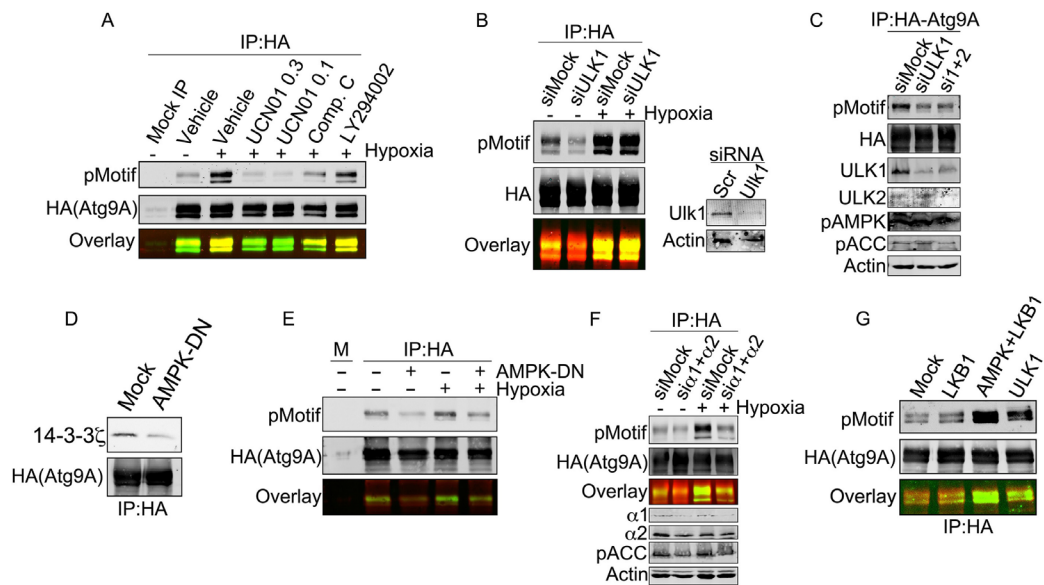 A
IP:HA
Mock IP Vehicle Vehicle UCN01 0.3 UCN01 0.1 Comp. C LY294002
- - + + + + + Hypoxia
pMotif
HA(Atg9A)
Overlay
B
IP:HA
siMock siULK1 siMock siULK1
- - + + Hypoxia
pMotif
HA
Overlay
siRNA
Scr Ulk1
Ulk1
Actin
C
IP:HA-Atg9A
siMock siULK1 si1+2
pMotif
HA
ULK1
ULK2
pAMPK
pACC
Actin
D
Mock AMPK-DN
14-3-3ζ
HA(Atg9A)
IP:HA
E
M IP:HA
- - + - + AMPK-DN
- - - + + Hypoxia
pMotif
HA(Atg9A)
Overlay
F
IP:HA
siMock siα1+α2 siMock siα1+α2
- - + + Hypoxia
pMotif
HA(Atg9A)
Overlay
α1
α2
pACC
Actin
G
Mock LKB1 AMPK+LKB1 ULK1
pMotif
HA(Atg9A)
Overlay
IP:HA